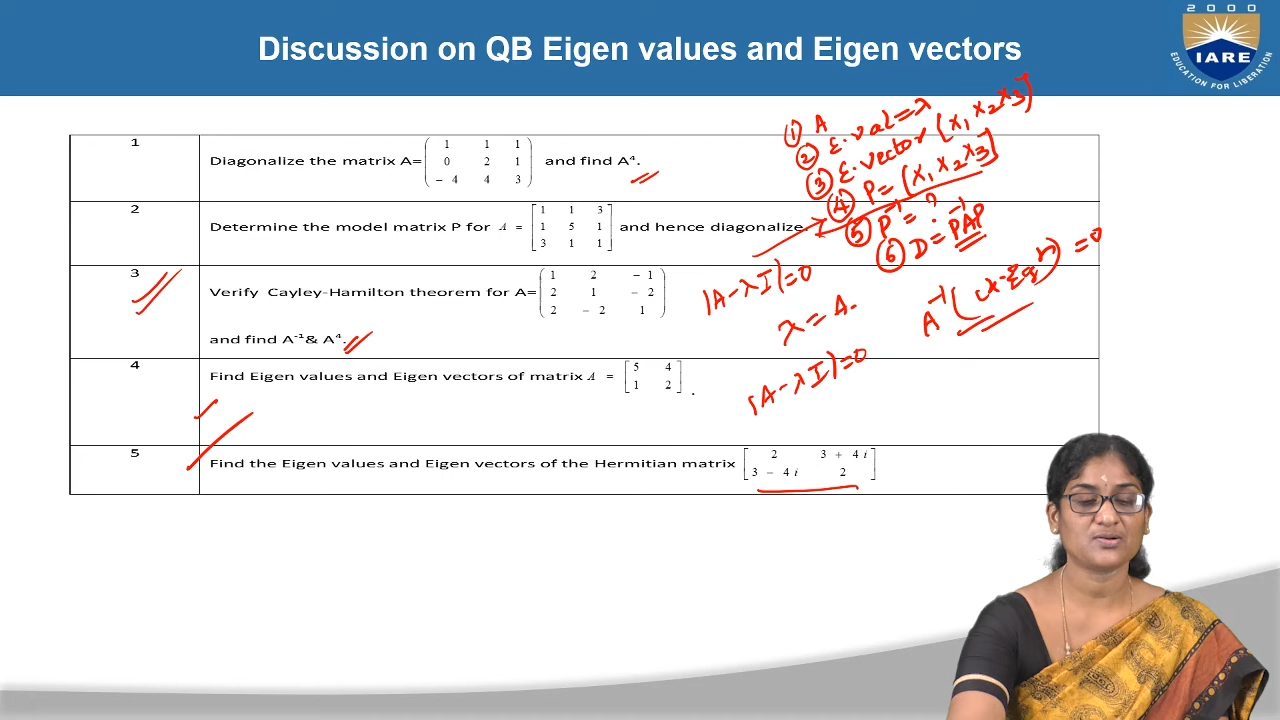 2000
IARE
EDUCATION FOR LIBERATION
Discussion on QB Eigen values and Eigen vectors
1
Diagonalize the matrix A=
1 1 1
0 2 1
− 4 4 3
and find A⁴.
2
Determine the model matrix P for A =
1 1 3
1 5 1
3 1 1
and hence diagonalize.
3
Verify Cayley-Hamilton theorem for A=
1 2 − 1
2 1 − 2
2 − 2 1
and find A⁻¹& A⁴.
4
Find Eigen values and Eigen vectors of matrix A =
5 4
1 2
.
5
Find the Eigen values and Eigen vectors of the Hermitian matrix
2 3 + 4 i
3 − 4 i 2
① A
② E.val=λ
③ E.vector [x₁ x₂ x₃]
④ P= [x₁ x₂ x₃]
⑤ P⁻¹ = ?
⑥ D = P⁻¹AP
|A-λI|=0
λ = A.
A⁻¹( ) =0
|A-λI|=0